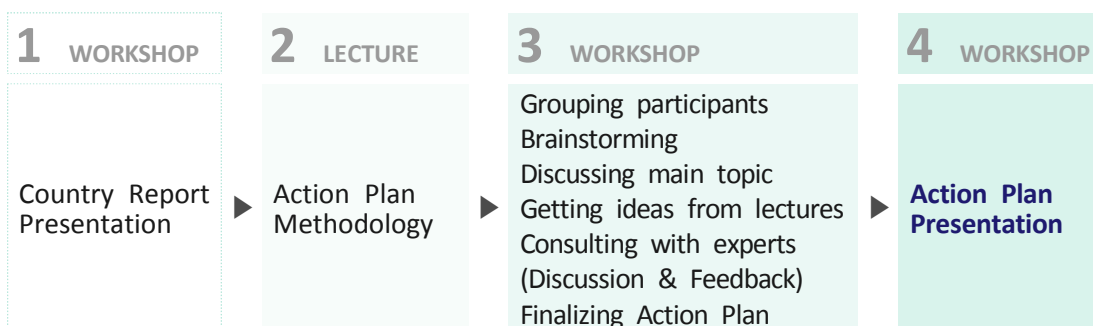 1 WORKSHOP
Country Report
Presentation
2 LECTURE
Action Plan
Methodology
3 WORKSHOP
Grouping participants
Brainstorming
Discussing main topic
Getting ideas from lectures
Consulting with experts
(Discussion & Feedback)
Finalizing Action Plan
4 WORKSHOP
Action Plan
Presentation